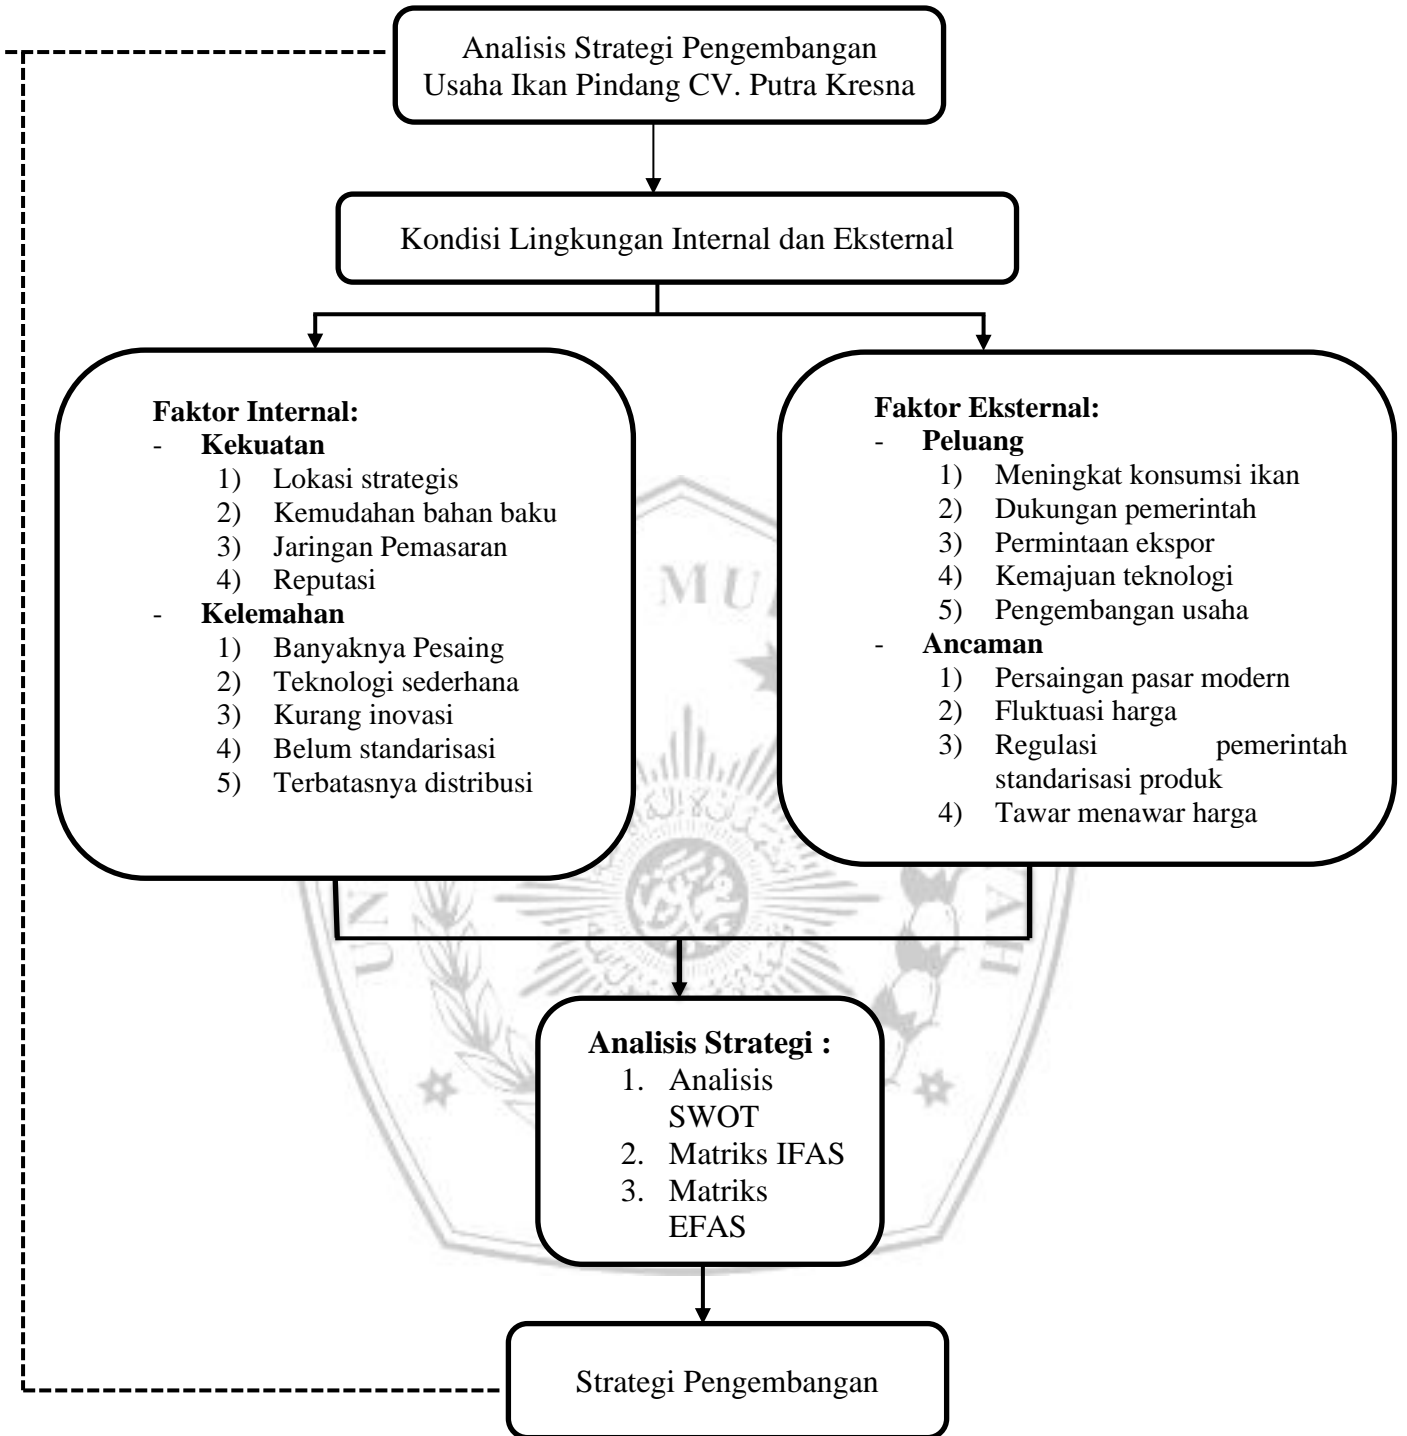 Analisis Strategi Pengembangan
Usaha Ikan Pindang CV. Putra Kresna
Kondisi Lingkungan Internal dan Eksternal
Faktor Internal:
- Kekuatan
1) Lokasi strategis
2) Kemudahan bahan baku
3) Jaringan Pemasaran
4) Reputasi
- Kelemahan
1) Banyaknya Pesaing
2) Teknologi sederhana
3) Kurang inovasi
4) Belum standarisasi
5) Terbatasnya distribusi
Faktor Eksternal:
- Peluang
1) Meningkat konsumsi ikan
2) Dukungan pemerintah
3) Permintaan ekspor
4) Kemajuan teknologi
5) Pengembangan usaha
- Ancaman
1) Persaingan pasar modern
2) Fluktuasi harga
3) Regulasi pemerintah
standarisasi produk
4) Tawar menawar harga
Analisis Strategi :
1. Analisis
SWOT
2. Matriks IFAS
3. Matriks
EFAS
Strategi Pengembangan